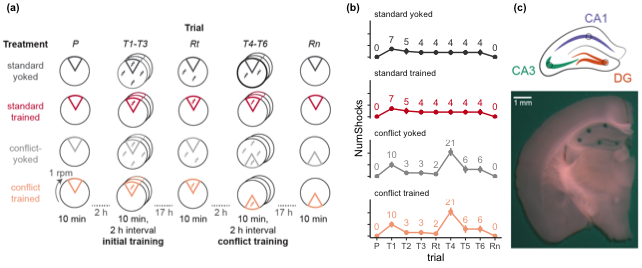 (a)
Trial
Treatment P T1-T3 Rt T4-T6 Rn
standard
yoked
standard
trained
conflict-
yoked
1 rpm
conflict
trained
10 min 2 h 10 min, 17 h 10 min 2 h 10 min, 17 h 10 min
2 h interval 2 h interval
initial training conflict training
(b)
NumShocks
standard yoked
0 7 5 4 4 4 4 4 0
standard trained
0 7 5 4 4 4 4 4 0
conflict yoked
0 10 3 3 2 21 6 6 0
conflict trained
0 10 3 3 2 21 6 6 0
P T1 T2 T3 Rt T4 T5 T6 Rn
trial
(c)
CA1
CA3
DG
1 mm